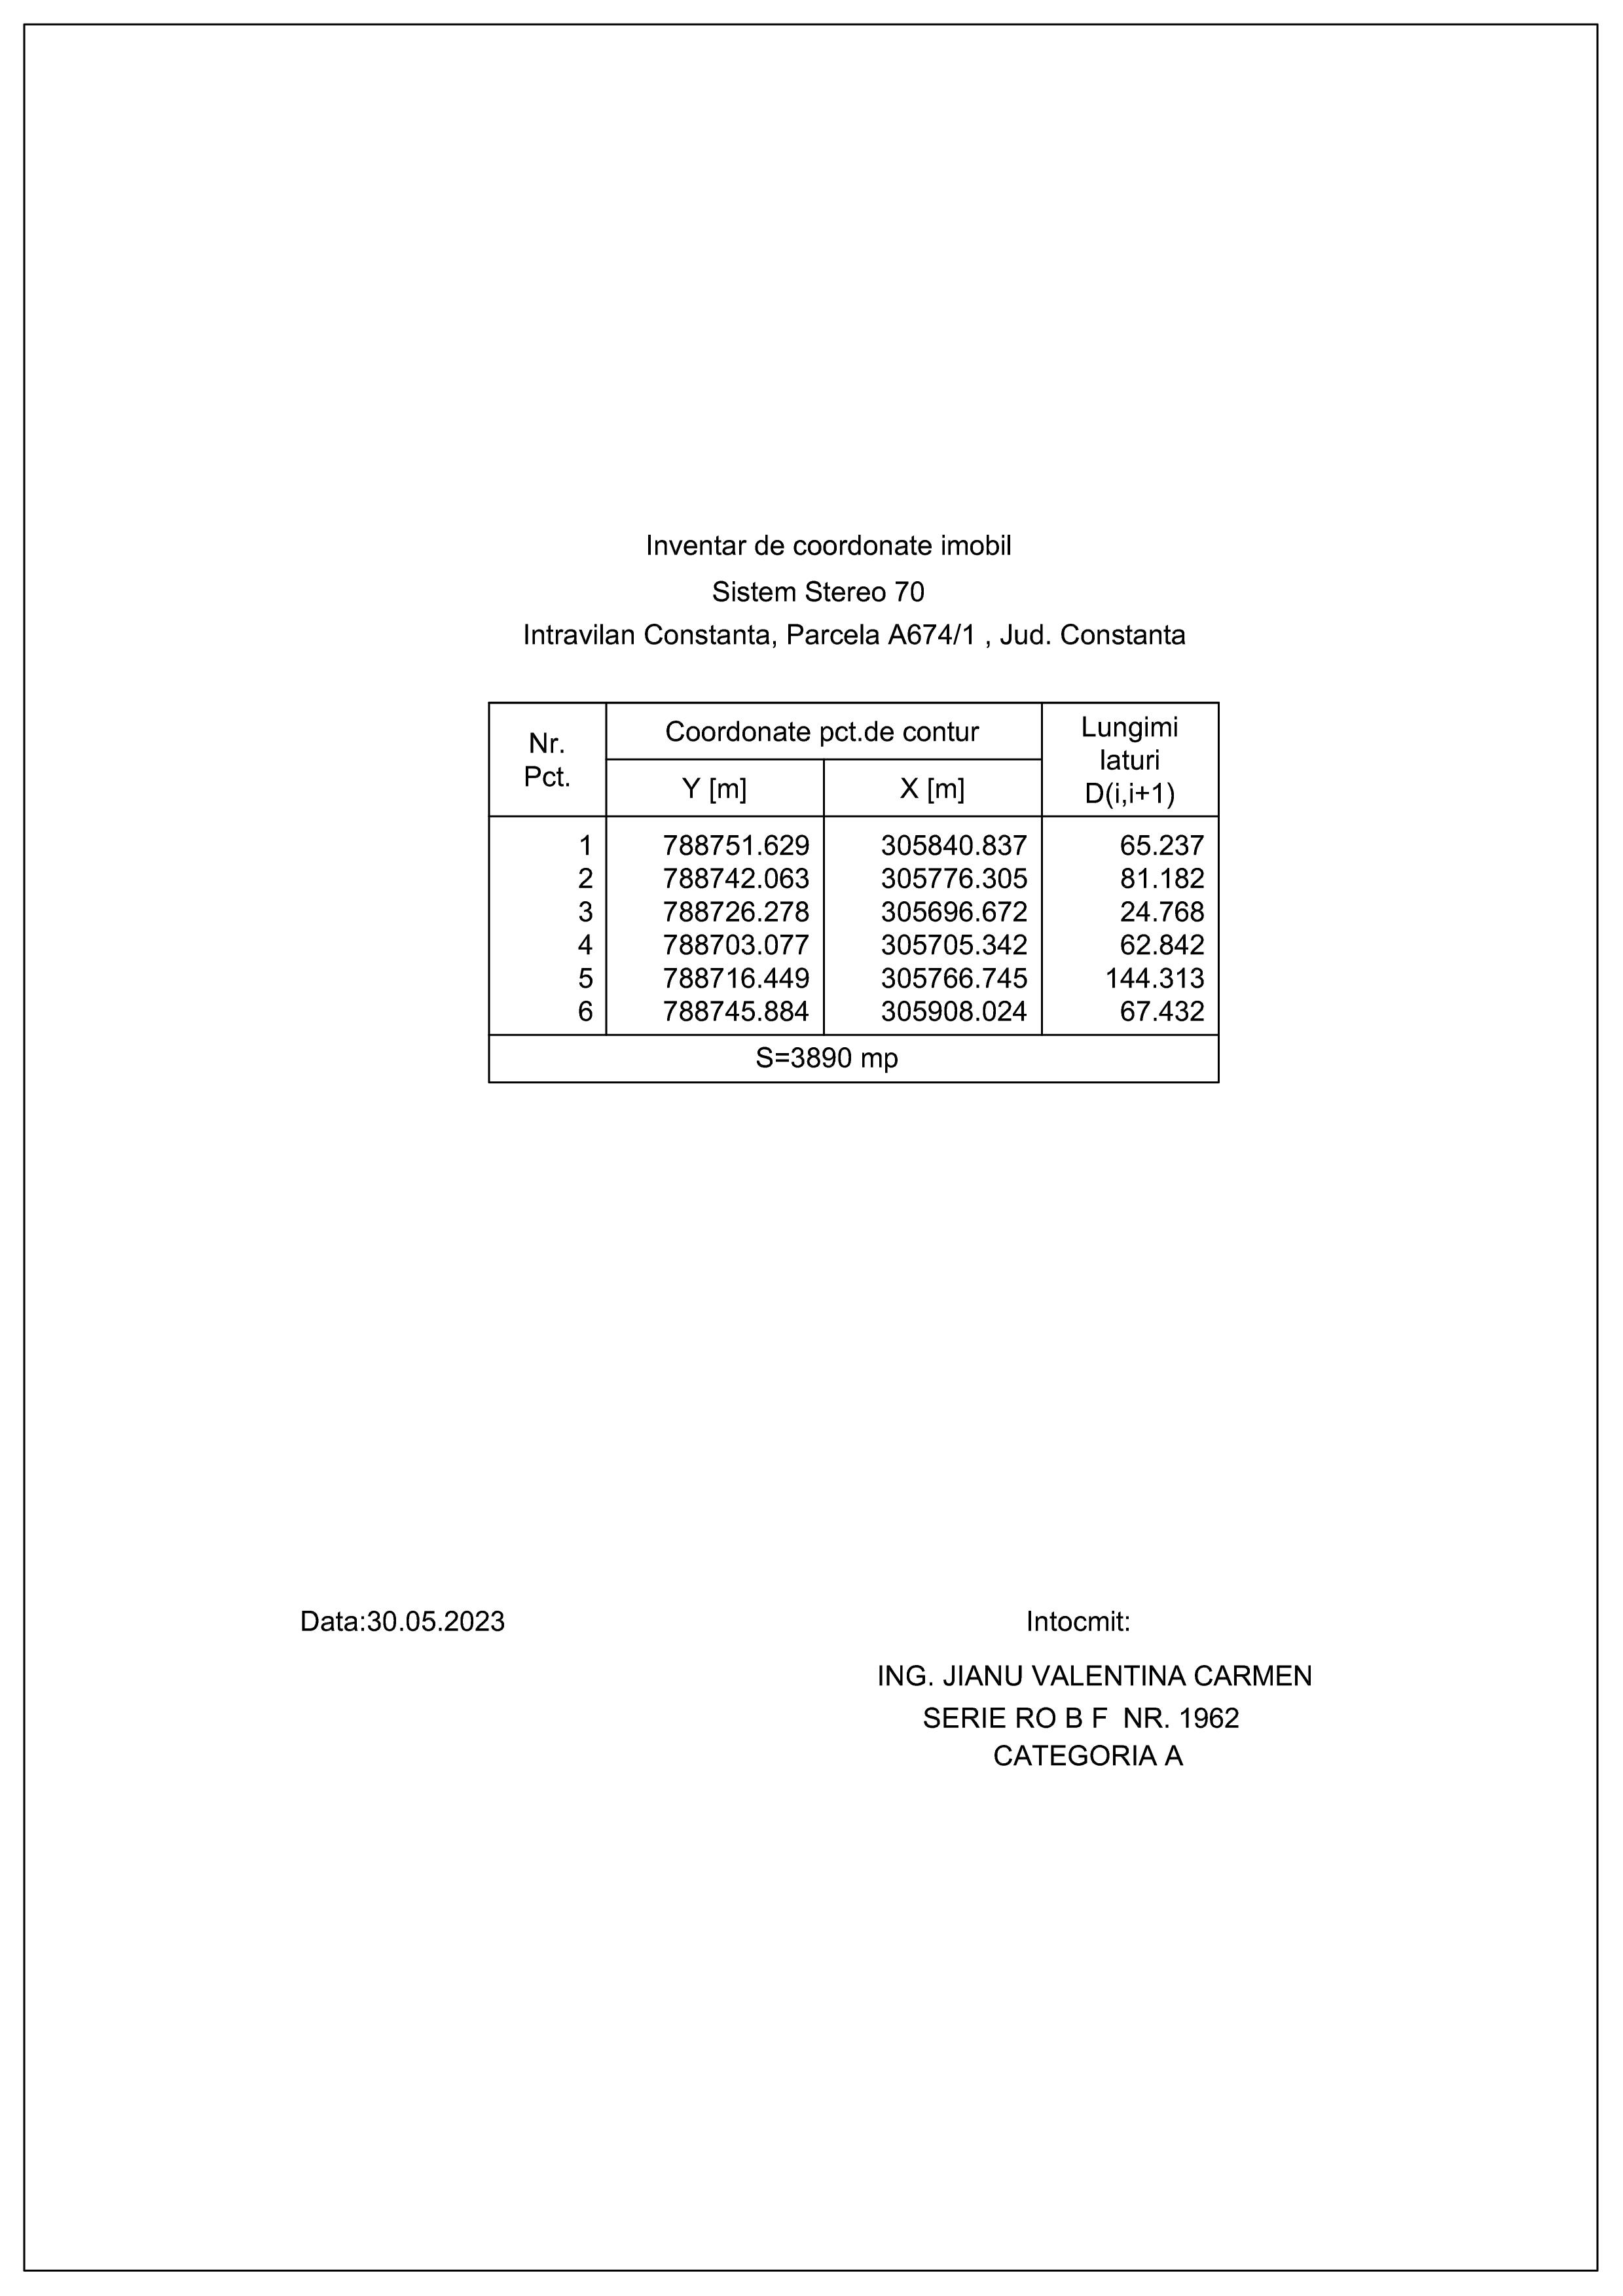 Inventar de coordonate imobil
Sistem Stereo 70
Intravilan Constanta, Parcela A674/1 , Jud. Constanta
Nr. Pct. Coordonate pct.de contur Lungimi laturi D(i,i+1)
Y [m] X [m]
1 788751.629 305840.837 65.237
2 788742.063 305776.305 81.182
3 788726.278 305696.672 24.768
4 788703.077 305705.342 62.842
5 788716.449 305766.745 144.313
6 788745.884 305908.024 67.432
S=3890 mp
Data:30.05.2023 Intocmit:
ING. JIANU VALENTINA CARMEN
SERIE RO B F NR. 1962
CATEGORIA A